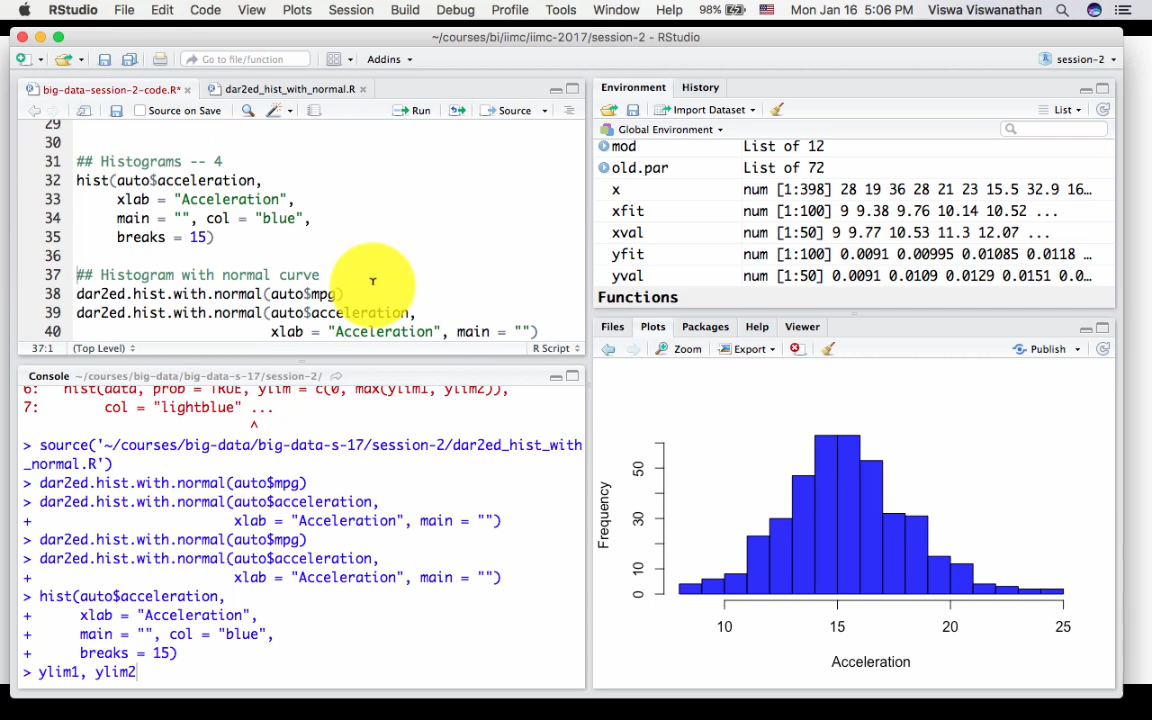 RStudio File Edit Code View Plots Session Build Debug Profile Tools Window Help 98% Mon Jan 16 5:06 PM Viswa Viswanathan
~/courses/bi/iimc/iimc-2017/session-2 - RStudio
Go to file/function Addins session-2
big-data-session-2-code.R* dar2ed_hist_with_normal.R
Source on Save Run Source
29
30
31 ## Histograms -- 4
32 hist(auto$acceleration,
33 xlab = "Acceleration",
34 main = "", col = "blue",
35 breaks = 15)
36
37 ## Histogram with normal curve
38 dar2ed.hist.with.normal(auto$mpg)
39 dar2ed.hist.with.normal(auto$acceleration,
40 xlab = "Acceleration", main = "")
37:1 (Top Level) R Script
Console ~/courses/big-data/big-data-s-17/session-2/
6: hist(data, prob = TRUE, ylim = c(0, max(ylim1, ylim2)),
7: col = "lightblue" ...
^
> source('~/courses/big-data/big-data-s-17/session-2/dar2ed_hist_with
_normal.R')
> dar2ed.hist.with.normal(auto$mpg)
> dar2ed.hist.with.normal(auto$acceleration,
+ xlab = "Acceleration", main = "")
> dar2ed.hist.with.normal(auto$mpg)
> dar2ed.hist.with.normal(auto$acceleration,
+ xlab = "Acceleration", main = "")
> hist(auto$acceleration,
+ xlab = "Acceleration",
+ main = "", col = "blue",
+ breaks = 15)
> ylim1, ylim2
Environment History
Import Dataset List
Global Environment
mod List of 12
old.par List of 72
x num [1:398] 28 19 36 28 21 23 15.5 32.9 16…
xfit num [1:100] 9 9.38 9.76 10.14 10.52 ...
xval num [1:50] 9 9.77 10.53 11.3 12.07 ...
yfit num [1:100] 0.0091 0.00995 0.01085 0.0118 …
yval num [1:50] 0.0091 0.0109 0.0129 0.0151 0.0…
Functions
Files Plots Packages Help Viewer
Zoom Export Publish
Frequency
50
30
10
0
10 15 20 25
Acceleration